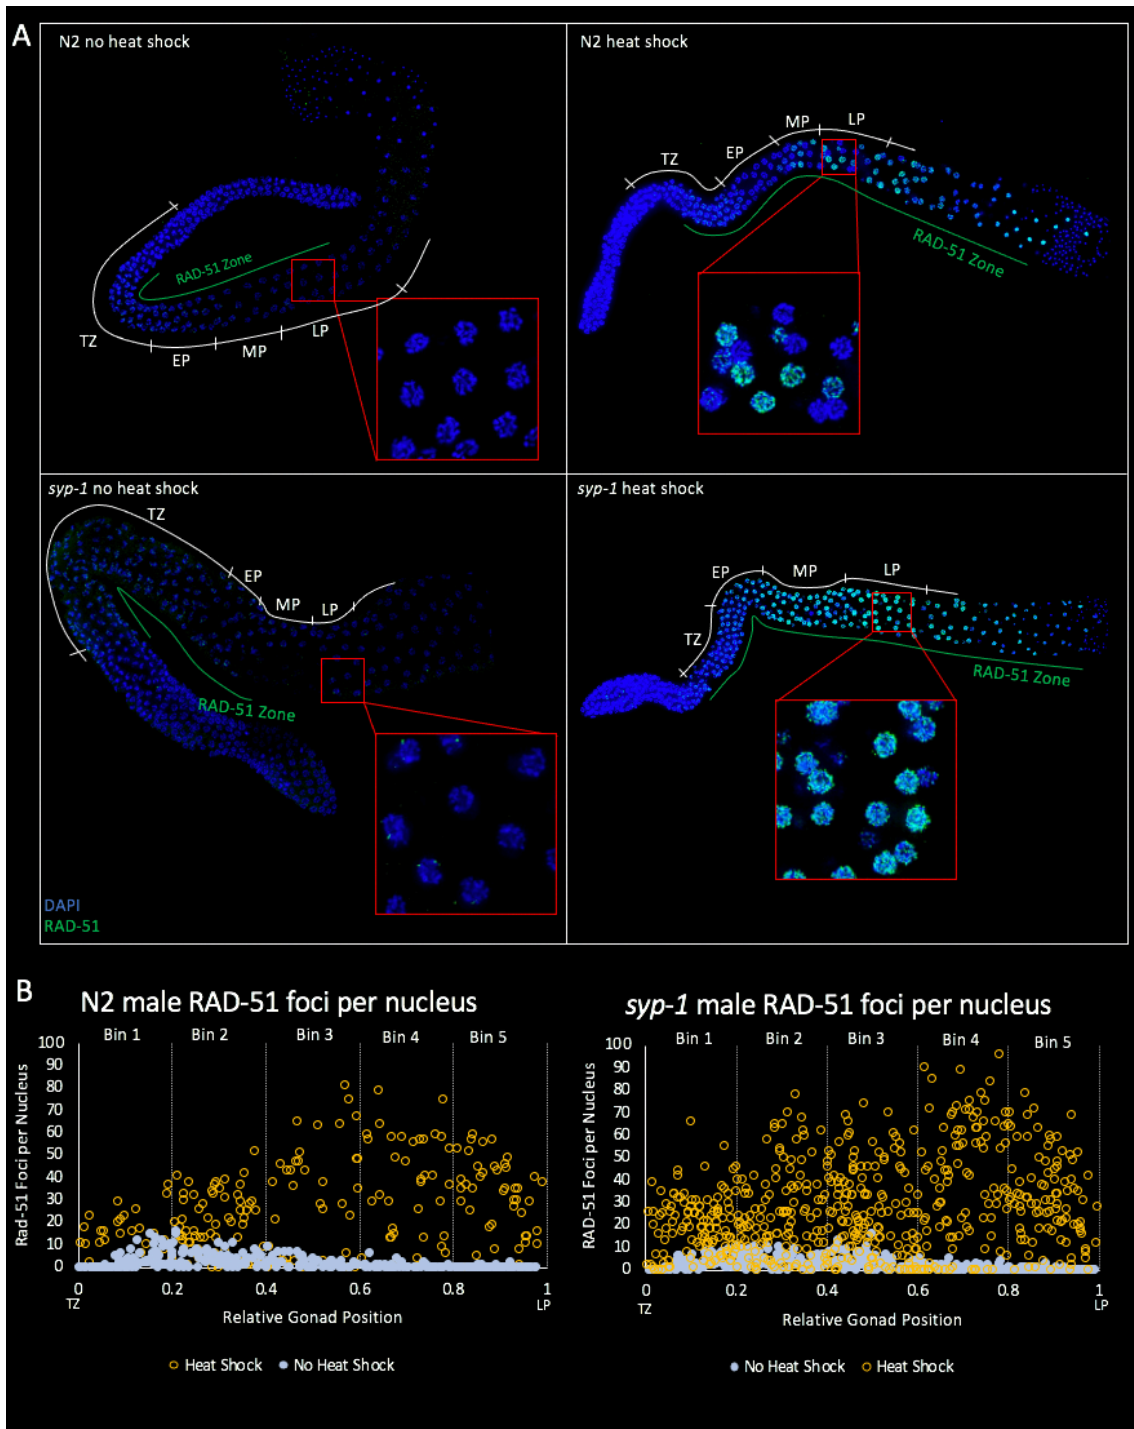 A
N2 no heat shock
N2 heat shock
RAD-51 Zone
TZ
EP
MP
LP
TZ
EP
MP
LP
RAD-51 Zone
syp-1 no heat shock
syp-1 heat shock
TZ
EP
MP
LP
RAD-51 Zone
TZ
EP
MP
LP
RAD-51 Zone
DAPI
RAD-51
B
N2 male RAD-51 foci per nucleus
Bin 1 Bin 2 Bin 3 Bin 4 Bin 5
100
90
80
70
60
50
40
30
20
10
0
Rad-51 Foci per Nucleus
0 0.2 0.4 0.6 0.8 1
TZ LP
Relative Gonad Position
Heat Shock No Heat Shock
syp-1 male RAD-51 foci per nucleus
Bin 1 Bin 2 Bin 3 Bin 4 Bin 5
100
90
80
70
60
50
40
30
20
10
0
RAD-51 Foci per Nucleus
0 0.2 0.4 0.6 0.8 1
TZ LP
Relative Gonad Position
No Heat Shock Heat Shock